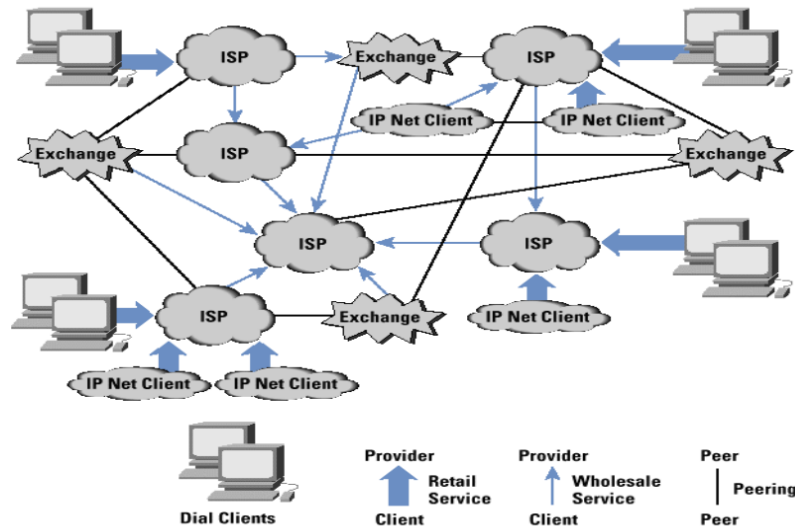 ISP
Exchange
ISP
IP Net Client
IP Net Client
Exchange
ISP
Exchange
ISP
ISP
ISP
Exchange
IP Net Client
IP Net Client
IP Net Client
Provider
Provider
Peer
Retail
Service
Wholesale
Service
Peering
Dial Clients
Client
Client
Peer